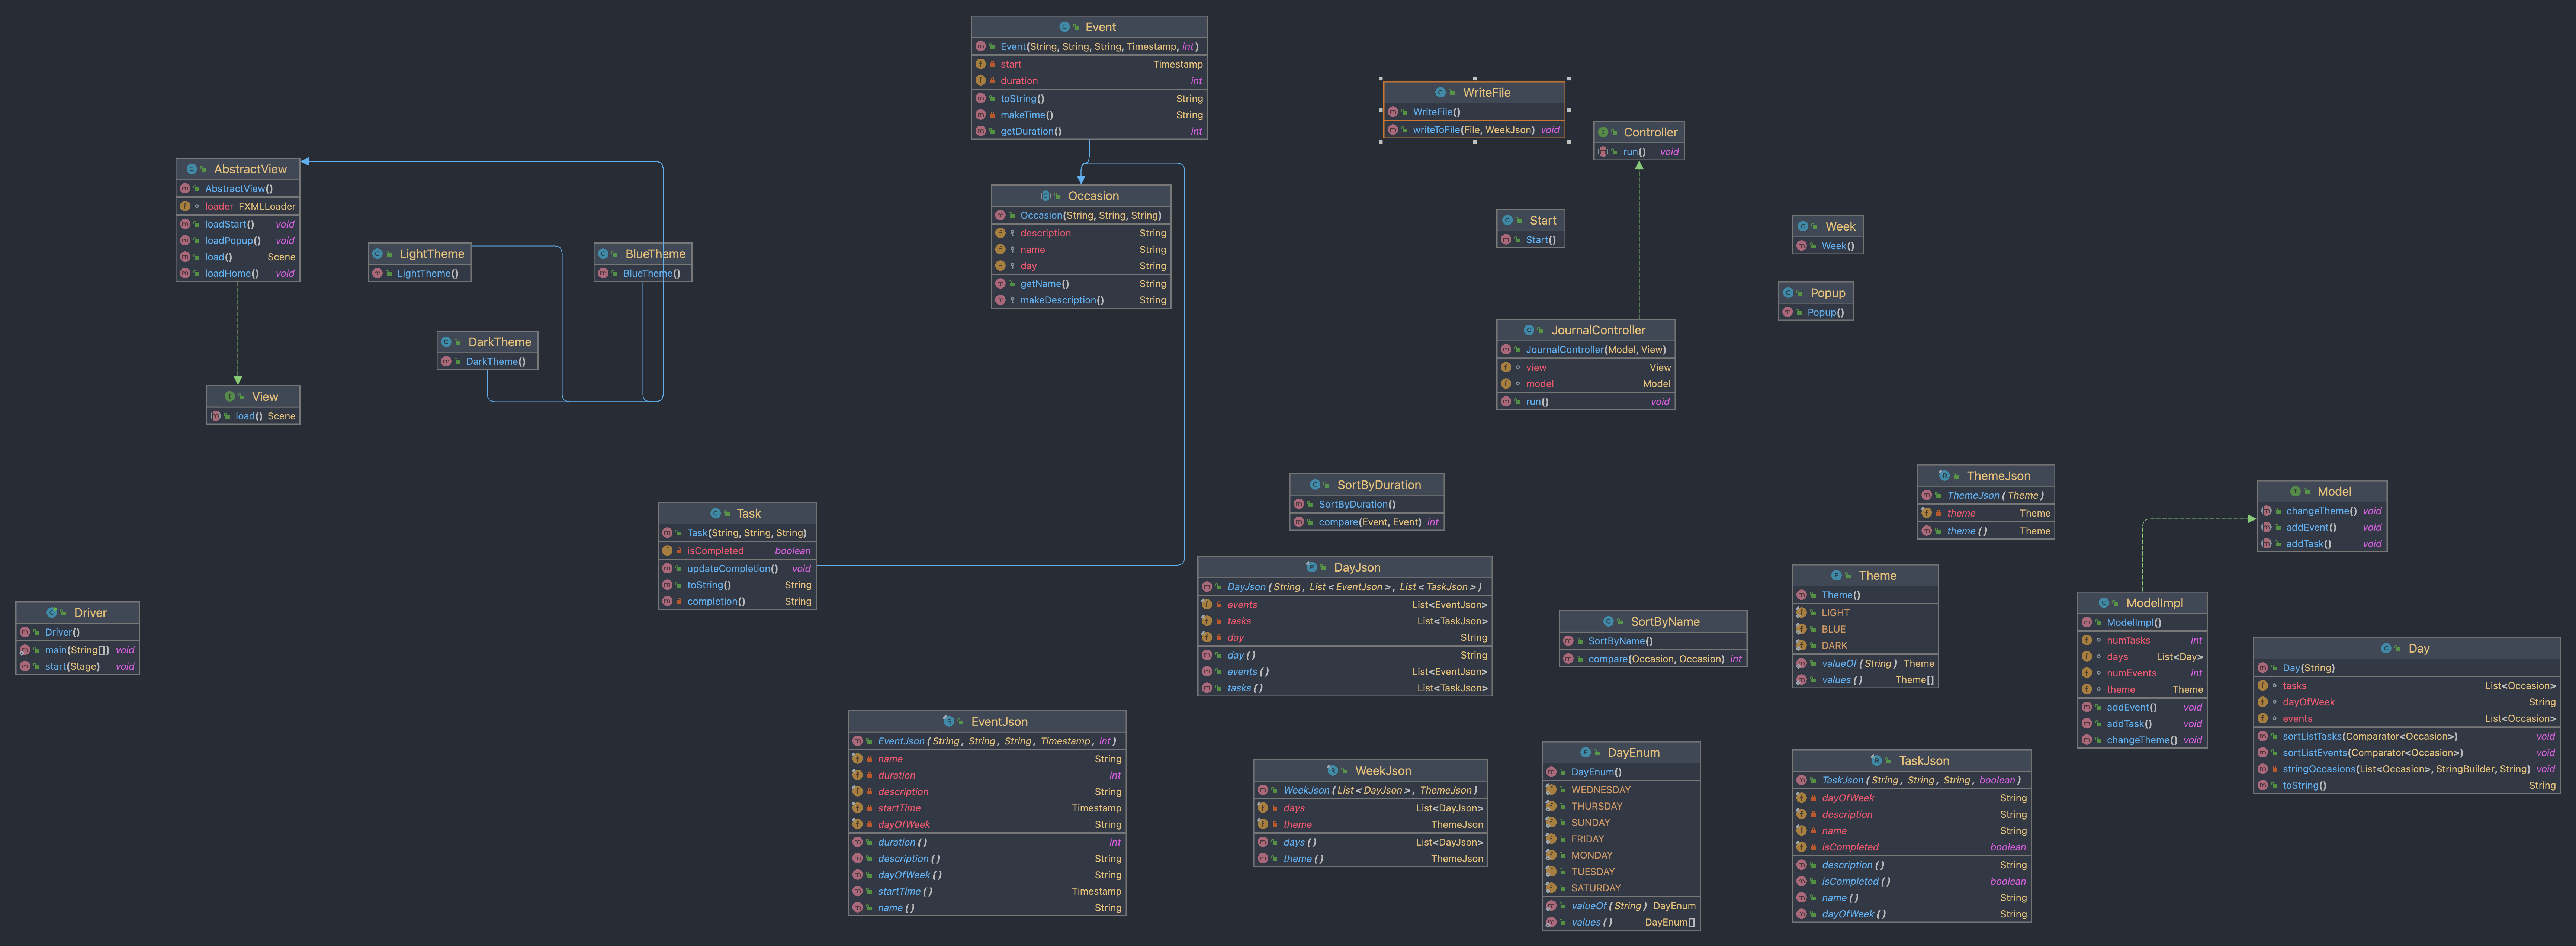 Event
Event(String, String, String, Timestamp, int)
start Timestamp
duration int
toString() String
makeTime() String
getDuration() int
WriteFile
WriteFile()
writeToFile(File, WeekJson) void
Controller
run() void
AbstractView
AbstractView()
loader FXMLLoader
loadStart() void
loadPopup() void
load() Scene
loadHome() void
Occasion
Occasion(String, String, String)
description String
name String
day String
getName() String
makeDescription() String
Start
Start()
Week
Week()
LightTheme
LightTheme()
BlueTheme
BlueTheme()
Popup
Popup()
DarkTheme
DarkTheme()
JournalController
JournalController(Model, View)
view View
model Model
run() void
View
load() Scene
SortByDuration
SortByDuration()
compare(Event, Event) int
ThemeJson
ThemeJson(Theme)
theme Theme
theme() Theme
Model
changeTheme() void
addEvent() void
addTask() void
Task
Task(String, String, String)
isCompleted boolean
updateCompletion() void
toString() String
completion() String
DayJson
DayJson(String, List<EventJson>, List<TaskJson>)
events List<EventJson>
tasks List<TaskJson>
day String
day() String
events() List<EventJson>
tasks() List<TaskJson>
Theme
Theme()
LIGHT
BLUE
DARK
valueOf(String) Theme
values() Theme[]
ModelImpl
ModelImpl()
numTasks int
days List<Day>
numEvents int
theme Theme
addEvent() void
addTask() void
changeTheme() void
Driver
Driver()
main(String[]) void
start(Stage) void
SortByName
SortByName()
compare(Occasion, Occasion) int
Day
Day(String)
tasks List<Occasion>
dayOfWeek String
events List<Occasion>
sortListTasks(Comparator<Occasion>) void
sortListEvents(Comparator<Occasion>) void
stringOccasions(List<Occasion>, StringBuilder, String) void
toString() String
EventJson
EventJson(String, String, String, Timestamp, int)
name String
duration int
description String
startTime Timestamp
dayOfWeek String
duration() int
description() String
dayOfWeek() String
startTime() Timestamp
name() String
WeekJson
WeekJson(List<DayJson>, ThemeJson)
days List<DayJson>
theme ThemeJson
days() List<DayJson>
theme() ThemeJson
DayEnum
DayEnum()
WEDNESDAY
THURSDAY
SUNDAY
FRIDAY
MONDAY
TUESDAY
SATURDAY
valueOf(String) DayEnum
values() DayEnum[]
TaskJson
TaskJson(String, String, String, boolean)
dayOfWeek String
description String
name String
isCompleted boolean
description() String
isCompleted() boolean
name() String
dayOfWeek() String